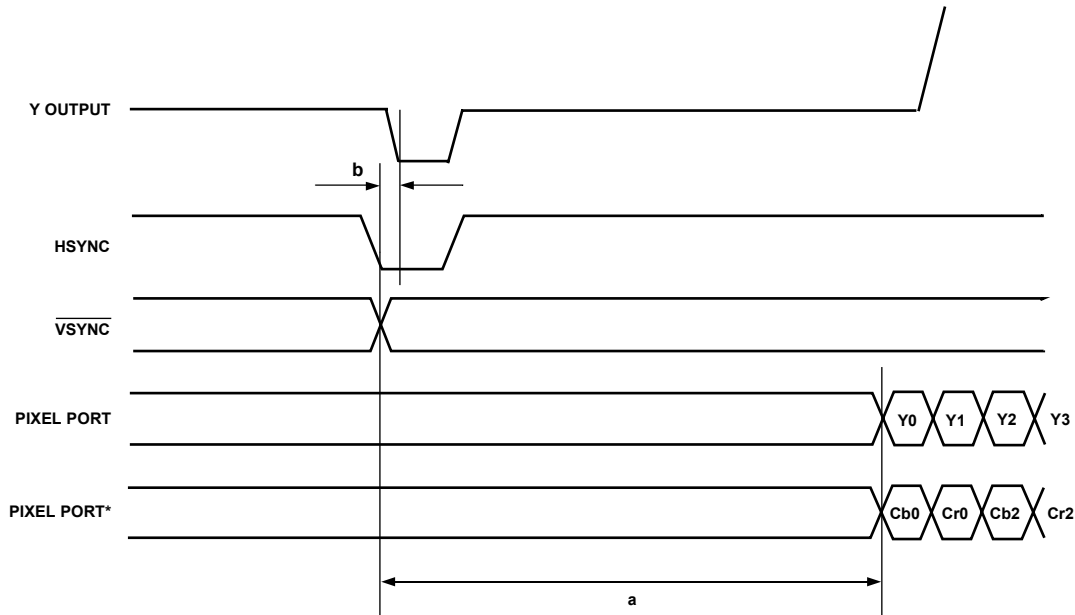 Y OUTPUT
b
HSYNC
VSYNC
PIXEL PORT
Y0 Y1 Y2 Y3
PIXEL PORT*
Cb0 Cr0 Cb2 Cr2
a